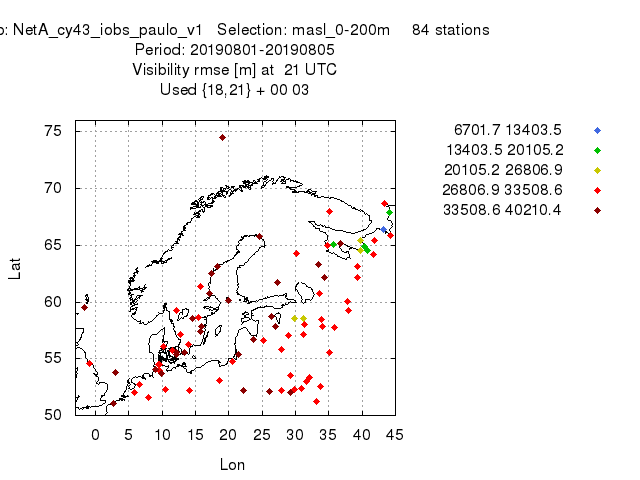 : NetA_cy43_iobs_paulo_v1 Selection: masl_0-200m 84 stations
Period: 20190801-20190805
Visibility rmse [m] at 21 UTC
Used {18,21} + 00 03
6701.7 13403.5
13403.5 20105.2
20105.2 26806.9
26806.9 33508.6
33508.6 40210.4
75
70
65
60
55
50
Lat
0 5 10 15 20 25 30 35 40 45
Lon